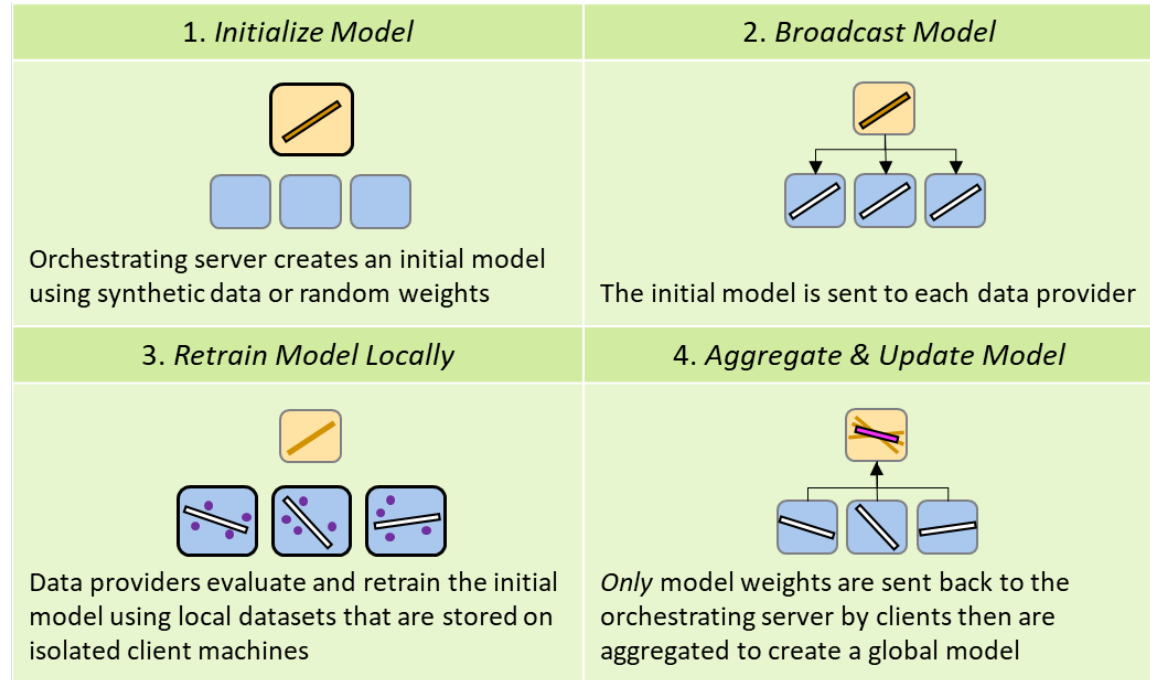 1. Initialize Model
2. Broadcast Model
Orchestrating server creates an initial model
using synthetic data or random weights
The initial model is sent to each data provider
3. Retrain Model Locally
4. Aggregate & Update Model
Data providers evaluate and retrain the initial
model using local datasets that are stored on
isolated client machines
Only model weights are sent back to the
orchestrating server by clients then are
aggregated to create a global model